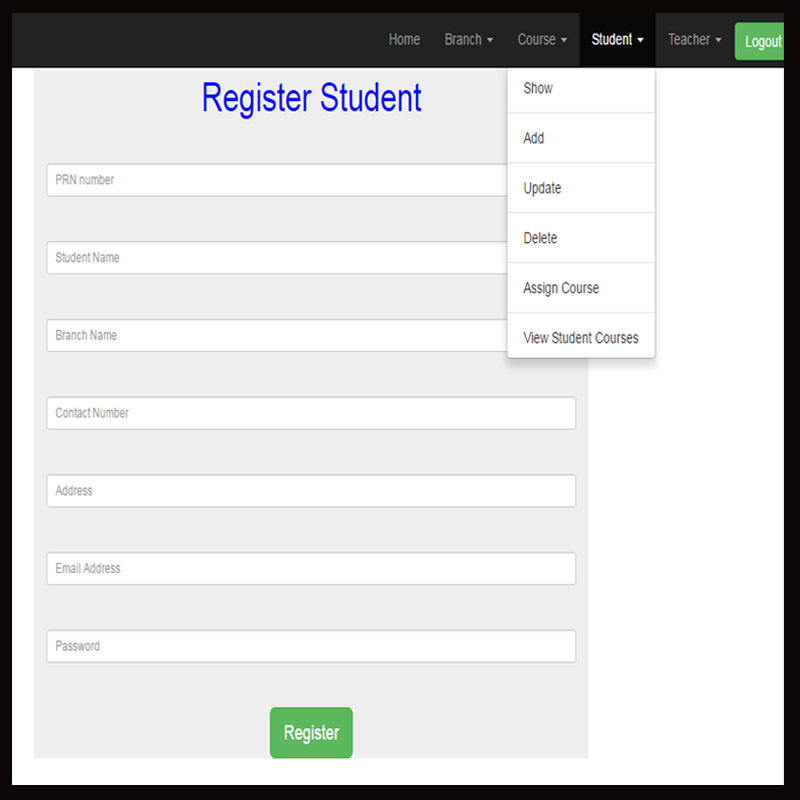 Home Branch Course Student Teacher Logout
Register Student
Show
Add
Update
Delete
Assign Course
View Student Courses
PRN number
Student Name
Branch Name
Contact Number
Address
Email Address
Password
Register